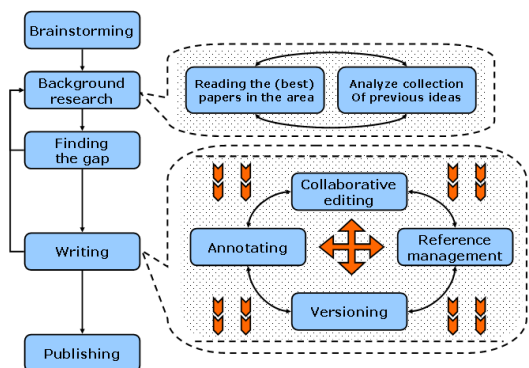 Brainstorming
Background
research
Reading the (best)
papers in the area
Analyze collection
Of previous ideas
Finding
the gap
Collaborative
editing
Annotating
Reference
management
Writing
Versioning
Publishing